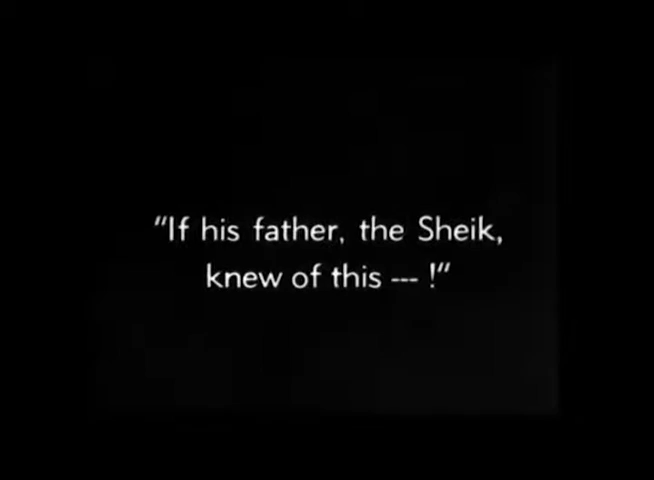 "If his father, the Sheik,
knew of this --- !"